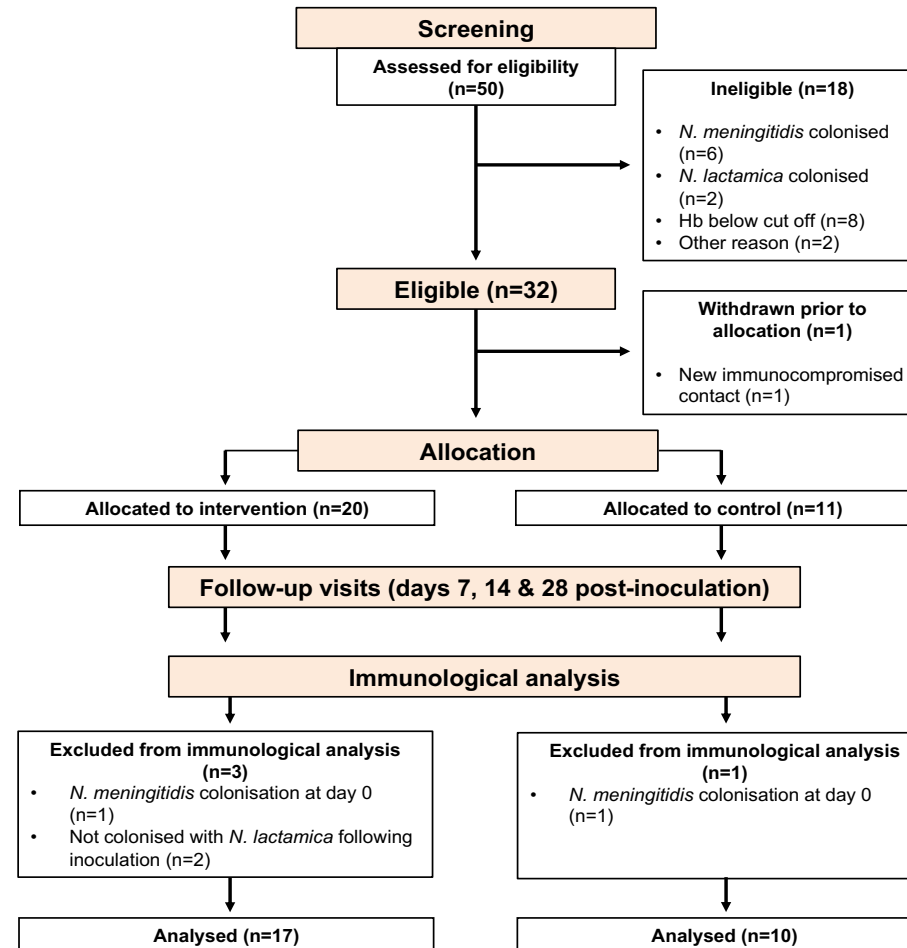 Screening
Assessed for eligibility
(n=50)
Ineligible (n=18)
• N. meningitidis colonised
(n=6)
• N. lactamica colonised
(n=2)
• Hb below cut off (n=8)
• Other reason (n=2)
Eligible (n=32)
Withdrawn prior to
allocation (n=1)
• New immunocompromised
contact (n=1)
Allocation
Allocated to intervention (n=20)
Allocated to control (n=11)
Follow-up visits (days 7, 14 & 28 post-inoculation)
Immunological analysis
Excluded from immunological analysis
(n=3)
• N. meningitidis colonisation at day 0
(n=1)
• Not colonised with N. lactamica following
inoculation (n=2)
Excluded from immunological analysis
(n=1)
• N. meningitidis colonisation at day 0
(n=1)
Analysed (n=17)
Analysed (n=10)